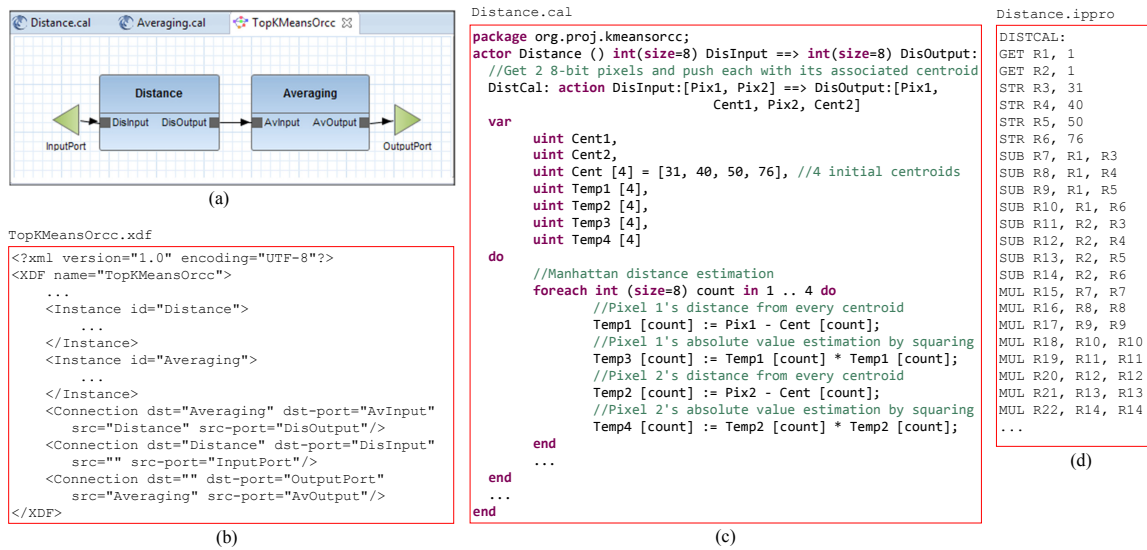 Distance.cal
Averaging.cal
TopKMeansOrcc
Distance
DisInput
DisOutput
Averaging
AvInput
AvOutput
InputPort
OutputPort
(a)
TopKMeansOrcc.xdf
<?xml version="1.0" encoding="UTF-8"?>
<XDF name="TopKMeansOrcc">
...
<Instance id="Distance">
...
</Instance>
<Instance id="Averaging">
...
</Instance>
<Connection dst="Averaging" dst-port="AvInput"
src="Distance" src-port="DisOutput"/>
<Connection dst="Distance" dst-port="DisInput"
src="" src-port="InputPort"/>
<Connection dst="" dst-port="OutputPort"
src="Averaging" src-port="AvOutput"/>
</XDF>
(b)
Distance.cal
package org.proj.kmeansorcc;
actor Distance () int(size=8) DisInput ==> int(size=8) DisOutput:
//Get 2 8-bit pixels and push each with its associated centroid
DistCal: action DisInput:[Pix1, Pix2] ==> DisOutput:[Pix1,
Cent1, Pix2, Cent2]
var
uint Cent1,
uint Cent2,
uint Cent [4] = [31, 40, 50, 76], //4 initial centroids
uint Temp1 [4],
uint Temp2 [4],
uint Temp3 [4],
uint Temp4 [4]
do
//Manhattan distance estimation
foreach int (size=8) count in 1 .. 4 do
//Pixel 1's distance from every centroid
Temp1 [count] := Pix1 - Cent [count];
//Pixel 1's absolute value estimation by squaring
Temp3 [count] := Temp1 [count] * Temp1 [count];
//Pixel 2's distance from every centroid
Temp2 [count] := Pix2 - Cent [count];
//Pixel 2's absolute value estimation by squaring
Temp4 [count] := Temp2 [count] * Temp2 [count];
end
...
end
...
end
(c)
Distance.ippro
DISTCAL:
GET R1, 1
GET R2, 1
STR R3, 31
STR R4, 40
STR R5, 50
STR R6, 76
SUB R7, R1, R3
SUB R8, R1, R4
SUB R9, R1, R5
SUB R10, R1, R6
SUB R11, R2, R3
SUB R12, R2, R4
SUB R13, R2, R5
SUB R14, R2, R6
MUL R15, R7, R7
MUL R16, R8, R8
MUL R17, R9, R9
MUL R18, R10, R10
MUL R19, R11, R11
MUL R20, R12, R12
MUL R21, R13, R13
MUL R22, R14, R14
...
(d)